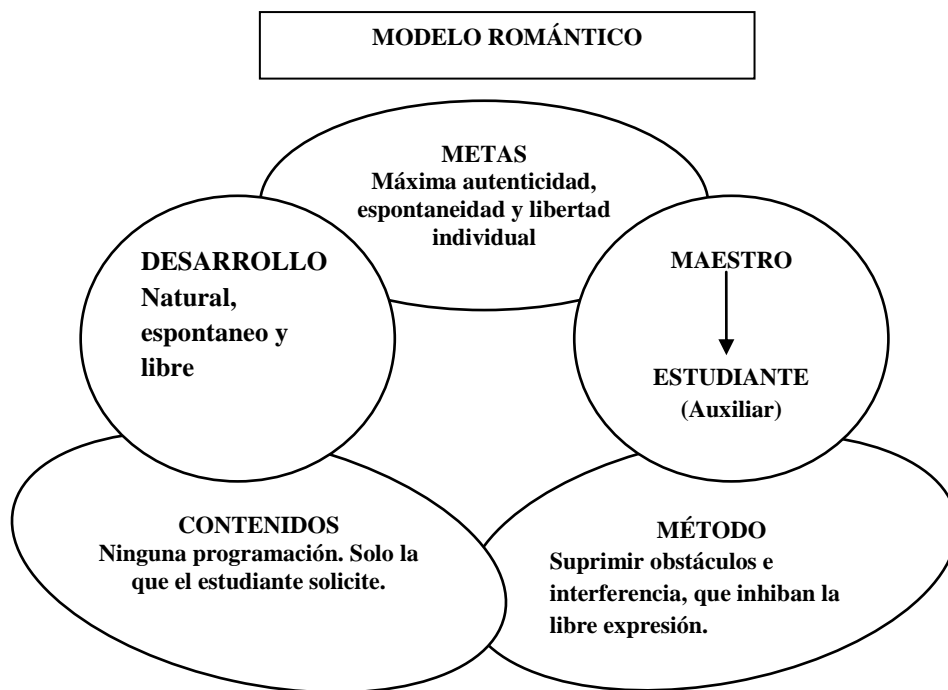 MODELO ROMÁNTICO
METAS
Máxima autenticidad,
espontaneidad y libertad
individual
DESARROLLO
Natural,
espontaneo y
libre
MAESTRO
ESTUDIANTE
(Auxiliar)
CONTENIDOS
Ninguna programación. Solo la
que el estudiante solicite.
MÉTODO
Suprimir obstáculos e
interferencia, que inhiban la
libre expresión.